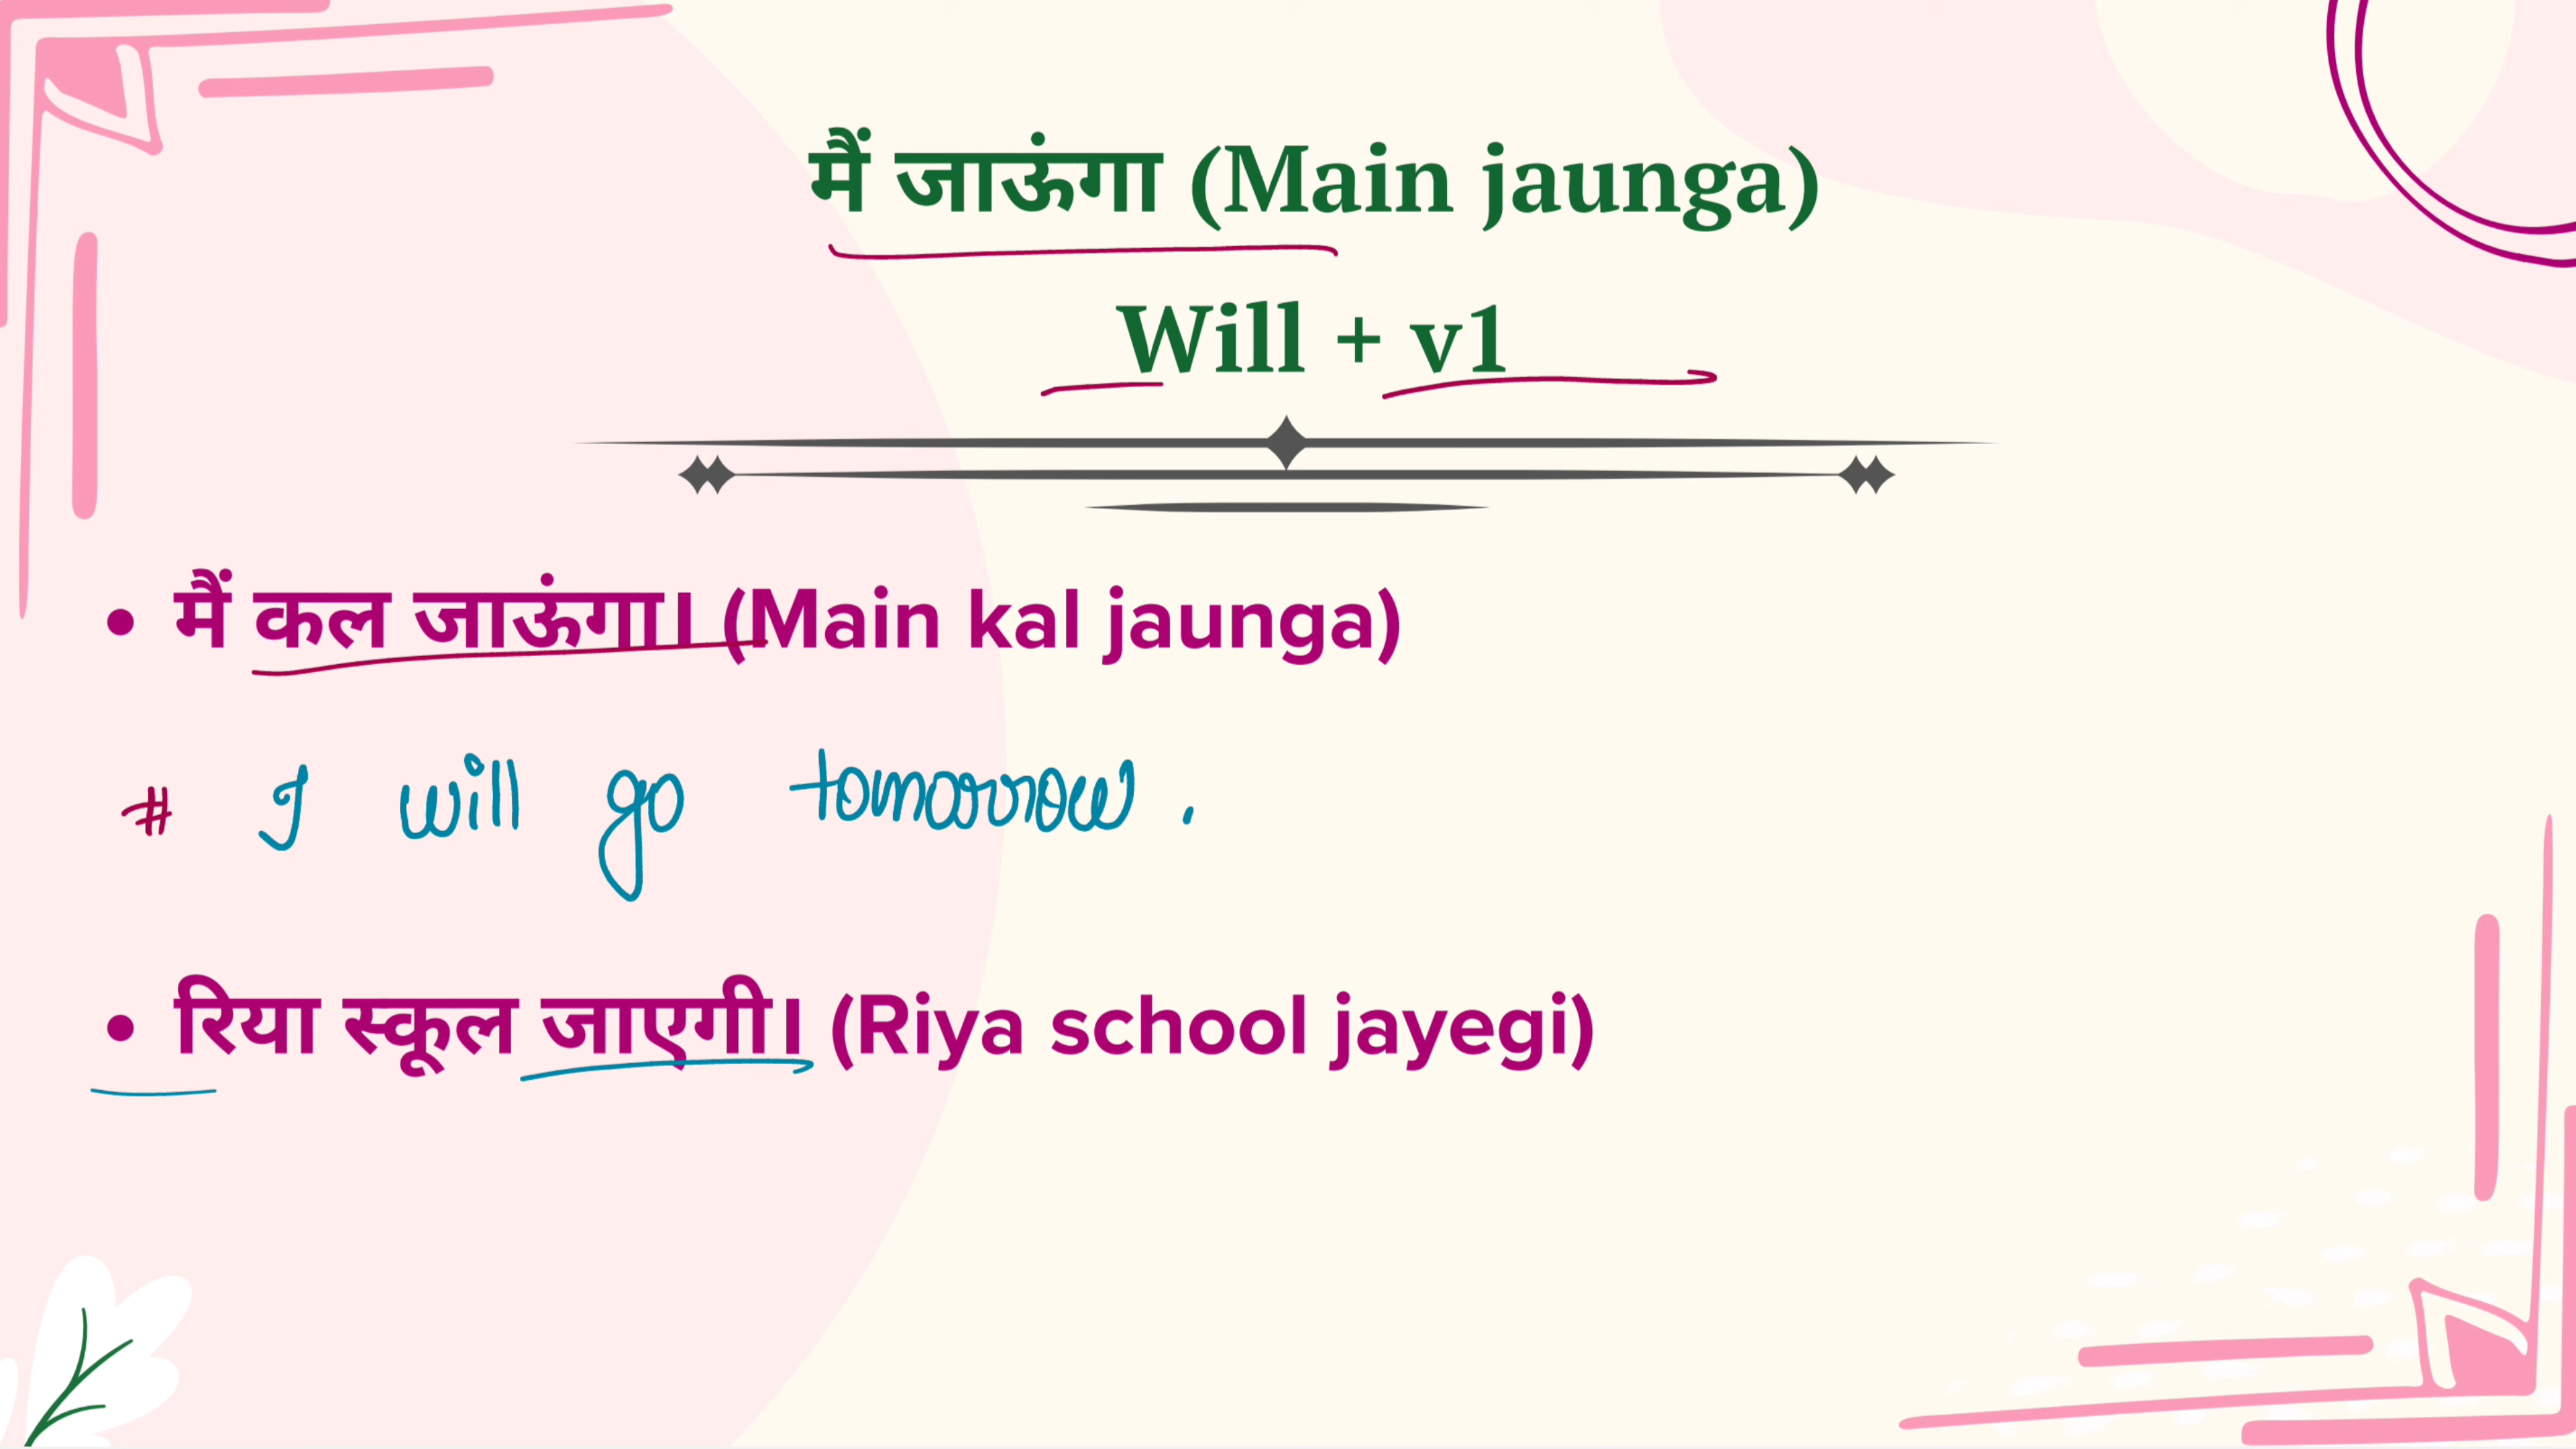 मैं जाऊंगा (Main jaunga)
Will + v1
• मैं कल जाऊंगा। (Main kal jaunga)
# I will go tomorrow.
• रिया स्कूल जाएगी। (Riya school jayegi)